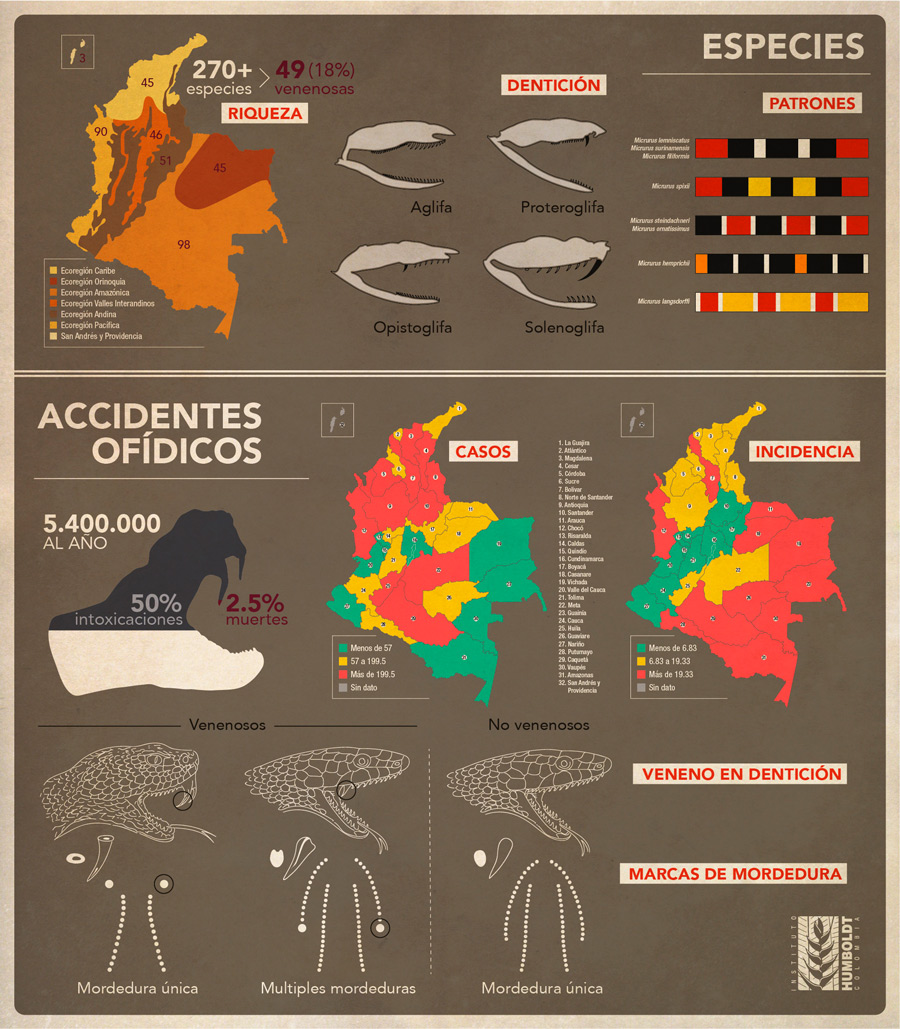 ESPECIES
3
270+
especies
49 (18%)
venenosas
RIQUEZA
45
90
46
51
45
98
Ecoregión Caribe
Ecoregión Orinoquia
Ecoregión Amazónica
Ecoregión Valles Interandinos
Ecoregión Andina
Ecoregión Pacífica
San Andrés y Providencia
DENTICIÓN
Aglifa
Proteroglifa
Opistoglifa
Solenoglifa
PATRONES
Micrurus lemniscatus
Micrurus surinamensis
Micrurus filiformis
Micrurus spixii
Micrurus steindachneri
Micrurus ornatissimus
Micrurus hemprichii
Micrurus langsdorffi
ACCIDENTES
OFÍDICOS
5.400.000
AL AÑO
50%
intoxicaciones
2.5%
muertes
CASOS
Menos de 57
57 a 199.5
Más de 199.5
Sin dato
1. La Guajira
2. Atlántico
3. Magdalena
4. Cesar
5. Córdoba
6. Sucre
7. Bolívar
8. Norte de Santander
9. Antioquia
10. Santander
11. Arauca
12. Chocó
13. Risaralda
14. Caldas
15. Quindío
16. Cundinamarca
17. Boyacá
18. Casanare
19. Vichada
20. Valle del Cauca
21. Tolima
22. Meta
23. Guainía
24. Cauca
25. Huila
26. Guaviare
27. Nariño
28. Putumayo
29. Caquetá
30. Vaupés
31. Amazonas
32. San Andrés y
Providencia
INCIDENCIA
Menos de 6.83
6.83 a 19.33
Más de 19.33
Sin dato
Venenosos
No venenosos
VENENO EN DENTICIÓN
MARCAS DE MORDEDURA
Mordedura única
Multiples mordeduras
Mordedura única
INSTITUTO
HUMBOLDT
COLOMBIA